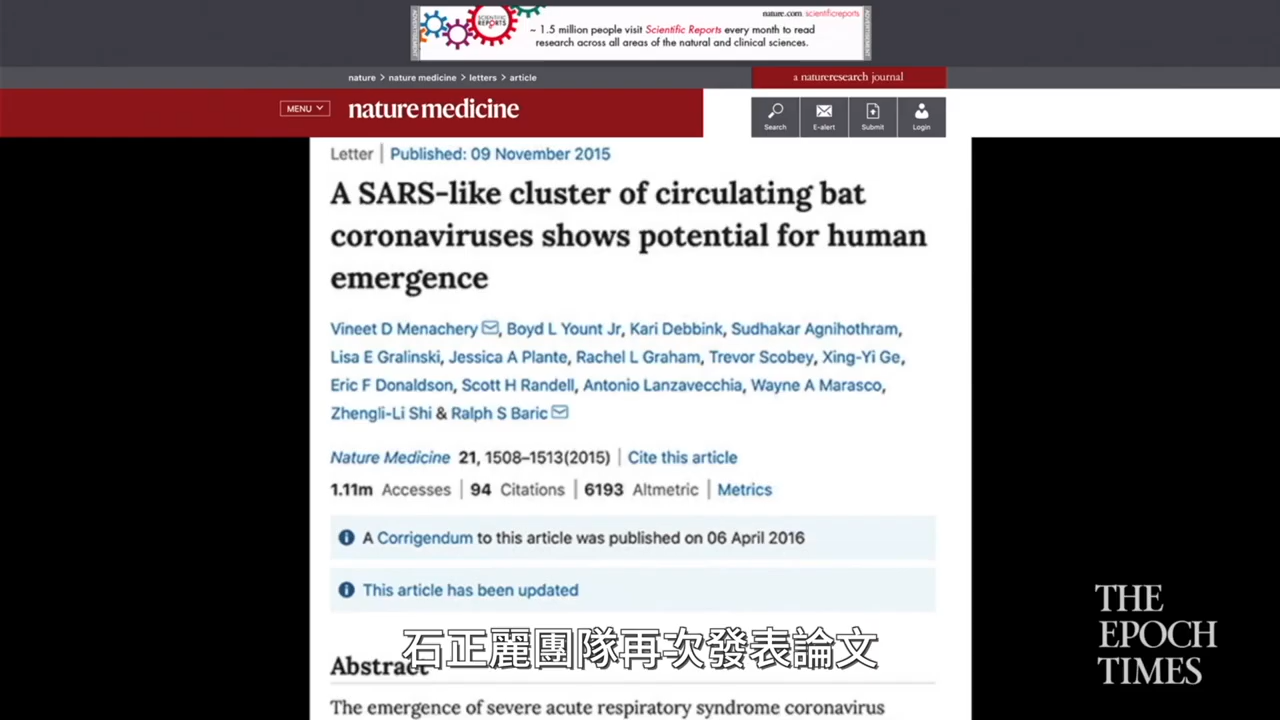 ADVERTISEMENT
SCIENTIFIC REPORTS
nature.com scientificreports
~ 1.5 million people visit Scientific Reports every month to read
research across all areas of the natural and clinical sciences.
ADVERTISEMENT
nature > nature medicine > letters > article
a natureresearch journal
MENU
nature medicine
Search
E-alert
Submit
Login
Letter | Published: 09 November 2015
A SARS-like cluster of circulating bat
coronaviruses shows potential for human
emergence
Vineet D Menachery, Boyd L Yount Jr, Kari Debbink, Sudhakar Agnihothram,
Lisa E Gralinski, Jessica A Plante, Rachel L Graham, Trevor Scobey, Xing-Yi Ge,
Eric F Donaldson, Scott H Randell, Antonio Lanzavecchia, Wayne A Marasco,
Zhengli-Li Shi & Ralph S Baric
Nature Medicine 21, 1508–1513(2015) | Cite this article
1.11m Accesses | 94 Citations | 6193 Altmetric | Metrics
A Corrigendum to this article was published on 06 April 2016
This article has been updated
石正麗團隊再次發表論文
Abstract
The emergence of severe acute respiratory syndrome coronavirus
THE
EPOCH
TIMES